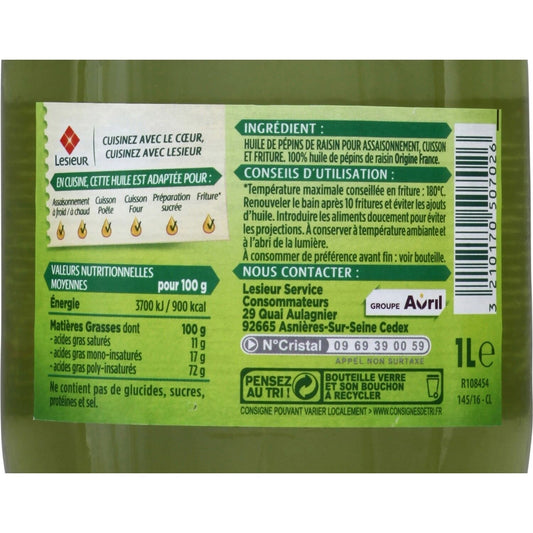 LESIEUR
CUISINEZ AVEC LE CŒUR,
CUISINEZ AVEC LESIEUR
EN CUISINE, CETTE HUILE EST ADAPTÉE POUR :
Assaisonnement à froid / à chaud
Cuisson Poêle
Cuisson Four
Préparation sucrée
Friture*
VALEURS NUTRITIONNELLES
MOYENNES pour 100 g
Énergie 3700 kJ / 900 kcal
Matières Grasses dont 100 g
- acides gras saturés 11 g
- acides gras mono-insaturés 17 g
- acides gras poly-insaturés 72 g
Ne contient pas de glucides, sucres,
protéines et sel.
INGRÉDIENT :
HUILE DE PÉPINS DE RAISIN POUR ASSAISONNEMENT, CUISSON
ET FRITURE. 100% huile de pépins de raisin Origine France.
CONSEILS D'UTILISATION :
*Température maximale conseillée en friture : 180°C.
Renouveler le bain après 10 fritures et éviter les ajouts
d'huile. Introduire les aliments doucement pour éviter
les projections. À conserver à température ambiante et
à l'abri de la lumière.
À consommer de préférence avant fin : voir bouteille.
NOUS CONTACTER :
Lesieur Service
Consommateurs
29 Quai Aulagnier
92665 Asnières-Sur-Seine Cedex
GROUPE Avril
N°Cristal 09 69 39 00 59
APPEL NON SURTAXÉ
PENSEZ
AU TRI !
BOUTEILLE VERRE
ET SON BOUCHON
À RECYCLER
CONSIGNE POUVANT VARIER LOCALEMENT > WWW.CONSIGNESDETRI.FR
3 210170 507026
1L e
R108454
145/16 - CL